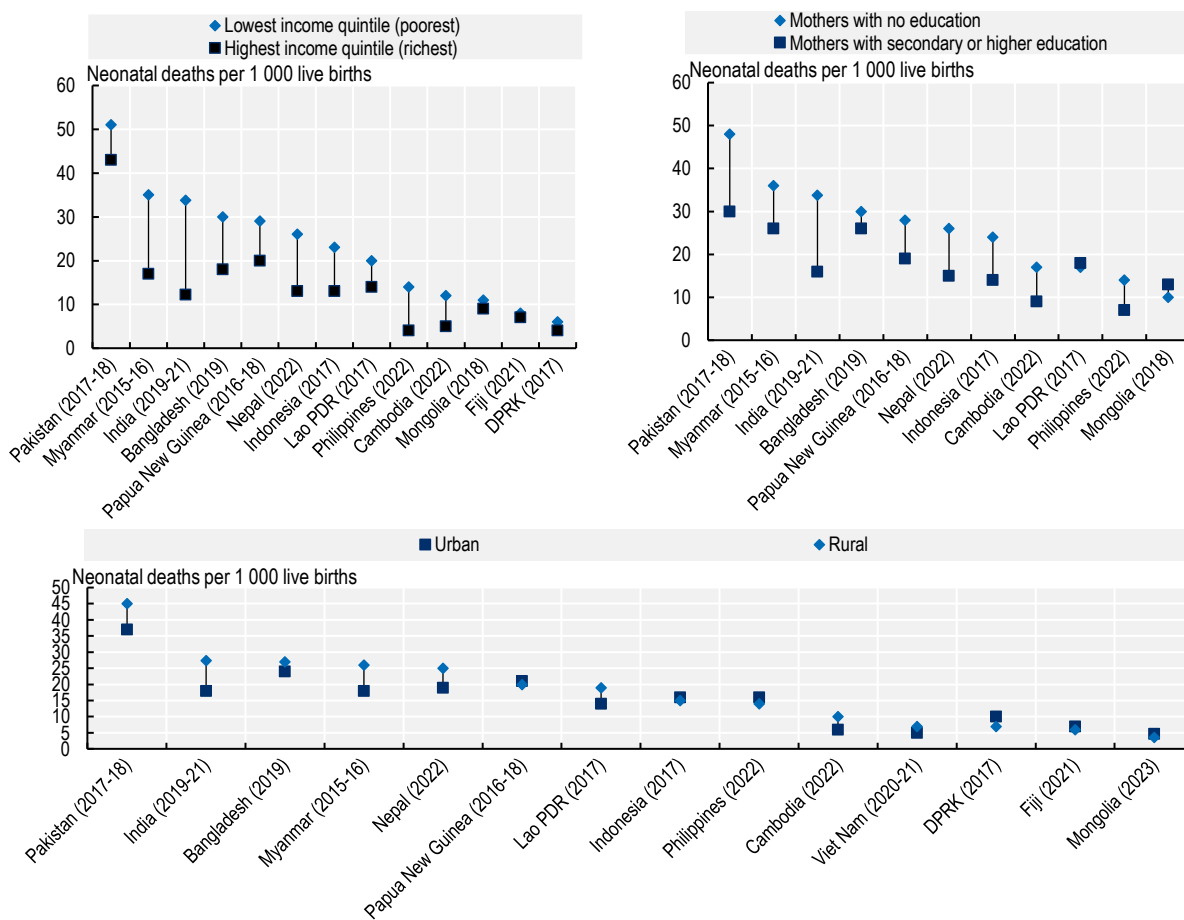 Lowest income quintile (poorest)
Highest income quintile (richest)
Neonatal deaths per 1 000 live births
60
50
40
30
20
10
0
Pakistan (2017-18)
Myanmar (2015-16)
India (2019-21)
Bangladesh (2019)
Papua New Guinea (2016-18)
Nepal (2022)
Indonesia (2017)
Lao PDR (2017)
Philippines (2022)
Cambodia (2022)
Mongolia (2018)
Fiji (2021)
DPRK (2017)
Mothers with no education
Mothers with secondary or higher education
Neonatal deaths per 1 000 live births
60
50
40
30
20
10
0
Pakistan (2017-18)
Myanmar (2015-16)
India (2019-21)
Bangladesh (2019)
Papua New Guinea (2016-18)
Nepal (2022)
Indonesia (2017)
Cambodia (2022)
Lao PDR (2017)
Philippines (2022)
Mongolia (2018)
Urban
Rural
Neonatal deaths per 1 000 live births
50
45
40
35
30
25
20
15
10
5
0
Pakistan (2017-18)
India (2019-21)
Bangladesh (2019)
Myanmar (2015-16)
Nepal (2022)
Papua New Guinea (2016-18)
Lao PDR (2017)
Indonesia (2017)
Philippines (2022)
Cambodia (2022)
Viet Nam (2020-21)
DPRK (2017)
Fiji (2021)
Mongolia (2023)